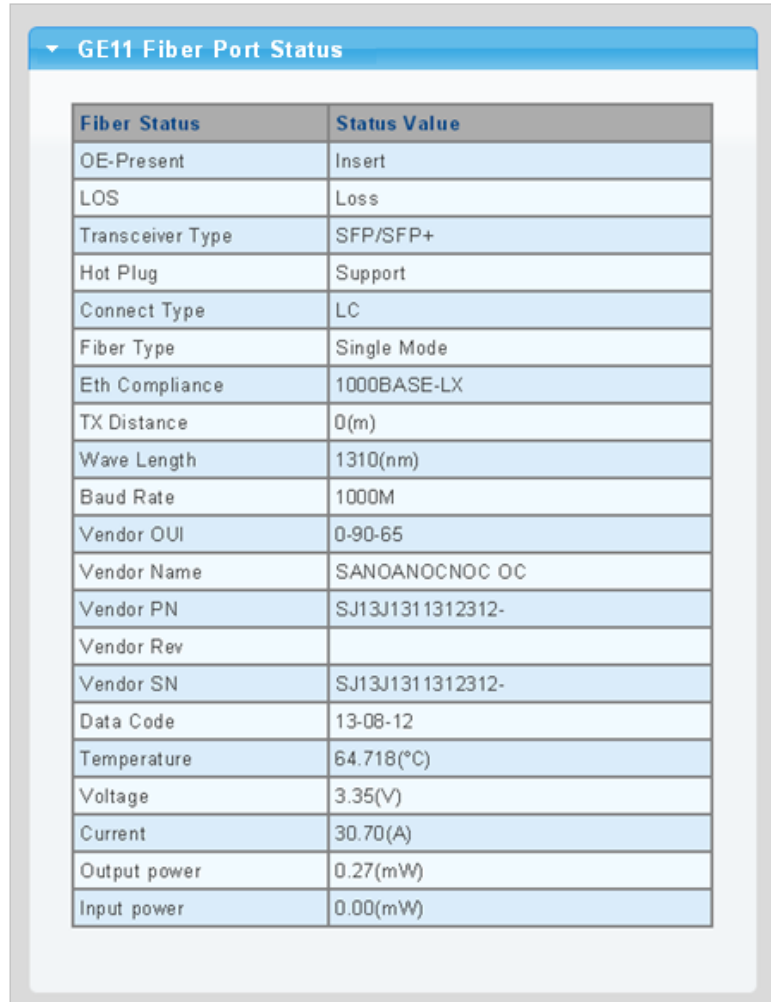 GE11 Fiber Port Status
Fiber Status Status Value
OE-Present Insert
LOS Loss
Transceiver Type SFP/SFP+
Hot Plug Support
Connect Type LC
Fiber Type Single Mode
Eth Compliance 1000BASE-LX
TX Distance 0(m)
Wave Length 1310(nm)
Baud Rate 1000M
Vendor OUI 0-90-65
Vendor Name SANOANOCNOC OC
Vendor PN SJ13J1311312312-
Vendor Rev
Vendor SN SJ13J1311312312-
Data Code 13-08-12
Temperature 64.718(°C)
Voltage 3.35(V)
Current 30.70(A)
Output power 0.27(mW)
Input power 0.00(mW)